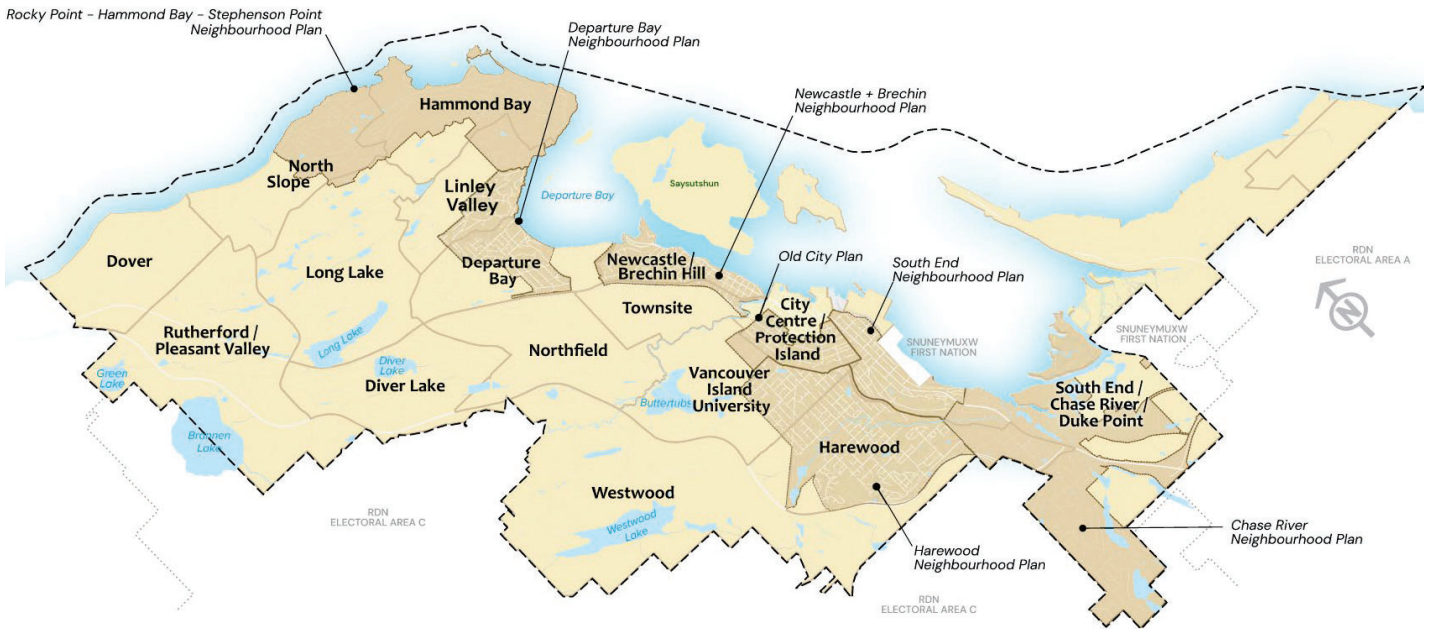 Rocky Point - Hammond Bay - Stephenson Point
Neighbourhood Plan
Departure Bay
Neighbourhood Plan
Newcastle + Brechin
Neighbourhood Plan
Hammond Bay
North
Slope
Linley
Valley
Departure Bay
Saysutshun
Dover
Long Lake
Departure
Bay
Newcastle /
Brechin Hill
Old City Plan
South End
Neighbourhood Plan
RDN
ELECTORAL AREA A
N
Townsite
City
Centre /
Protection
Island
Rutherford /
Pleasant Valley
Long Lake
Northfield
SNUNEYMUXW
FIRST NATION
SNUNEYMUXW
FIRST NATION
Green
Lake
Diver
Lake
Diver Lake
Vancouver
Island
University
Buttertubs
South End /
Chase River /
Duke Point
Brannen
Lake
Harewood
Westwood
Westwood
Lake
RDN
ELECTORAL AREA C
Harewood
Neighbourhood Plan
Chase River
Neighbourhood Plan
RDN
ELECTORAL AREA C